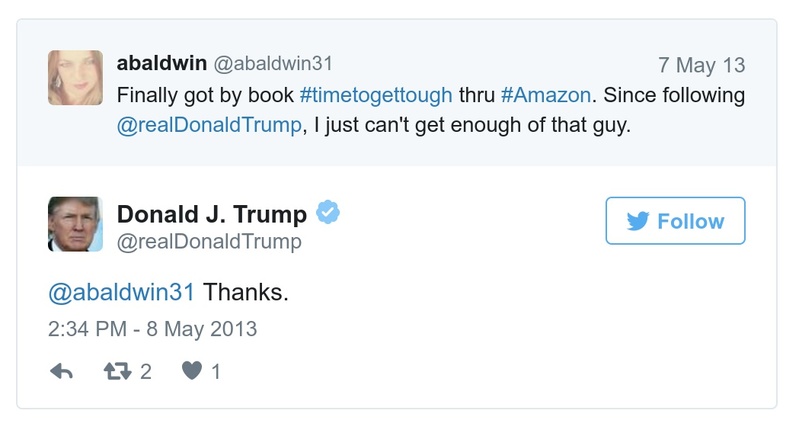 abaldwin @abaldwin31 7 May 13
Finally got by book #timetogettough thru #Amazon. Since following
@realDonaldTrump, I just can't get enough of that guy.
Donald J. Trump
@realDonaldTrump
Follow
@abaldwin31 Thanks.
2:34 PM - 8 May 2013
2 1